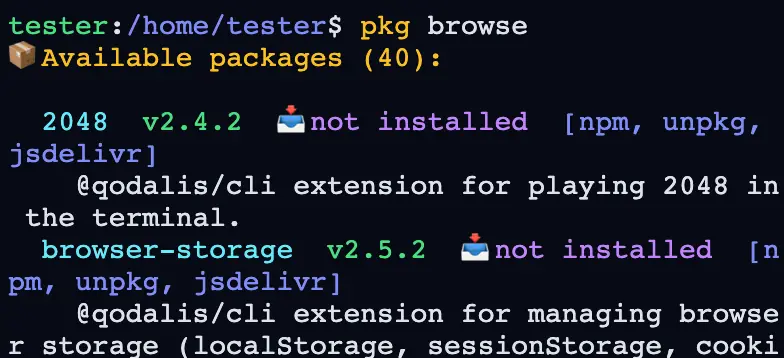 tester:/home/tester$ pkg browse
📦Available packages (40):
2048  v2.4.2  📥not installed  [npm, unpkg,
jsdelivr]
@qodalis/cli extension for playing 2048 in
the terminal.
browser-storage  v2.5.2  📥not installed  [n
pm, unpkg, jsdelivr]
@qodalis/cli extension for managing browse
r storage (localStorage, sessionStorage, cooki